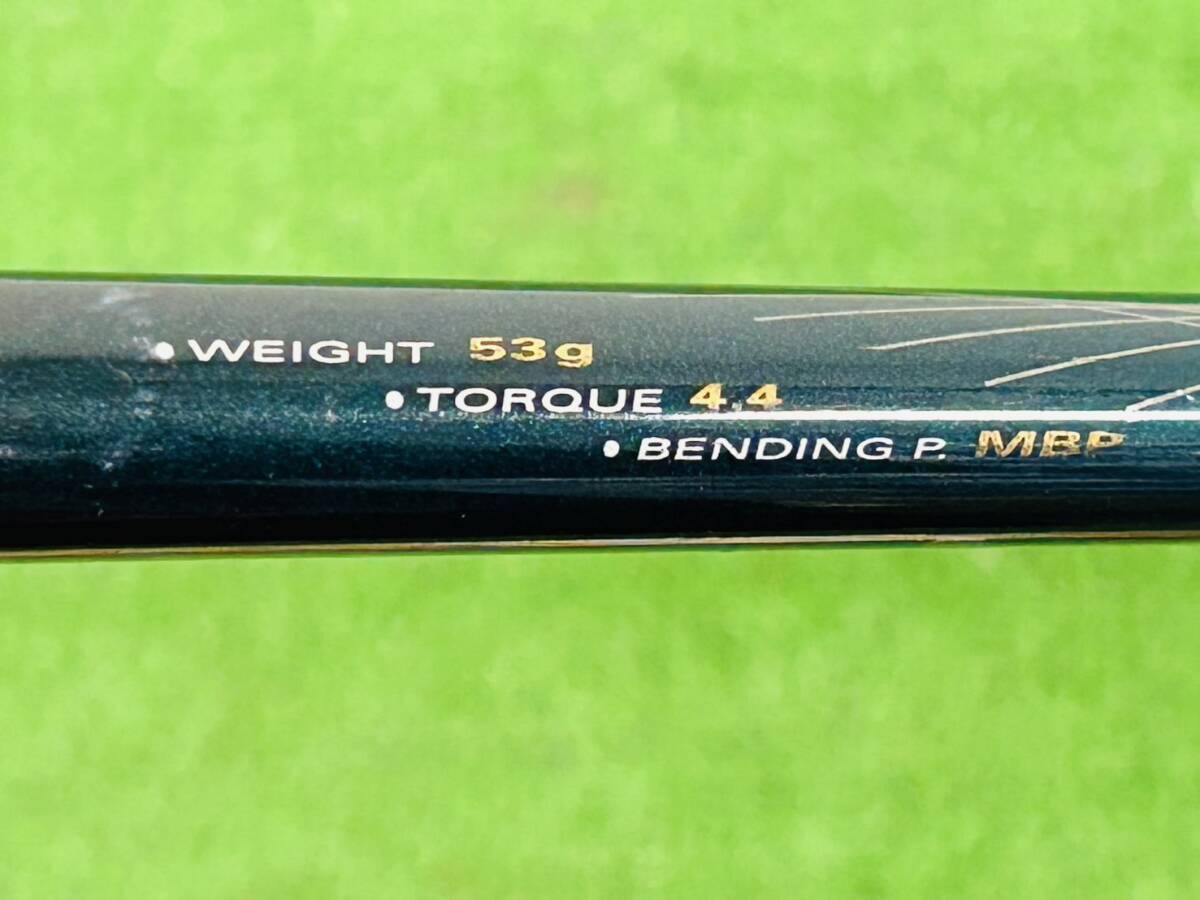 • WEIGHT 53g
• TORQUE 4.4
• BENDING P. MBP